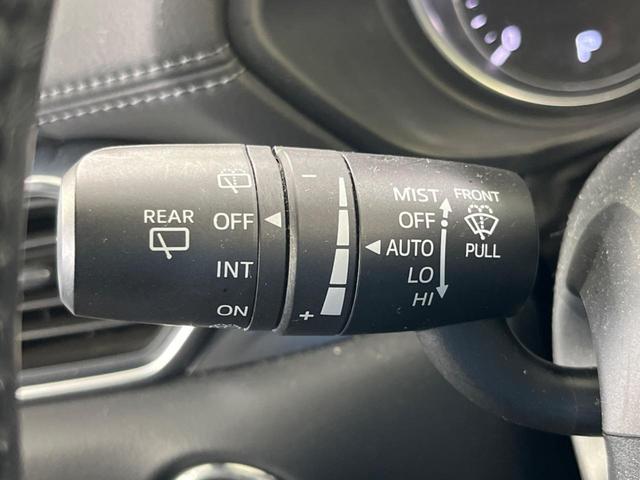 REAR
OFF
INT
ON
−
+
MIST
OFF
AUTO
LO
HI
FRONT
PULL
P